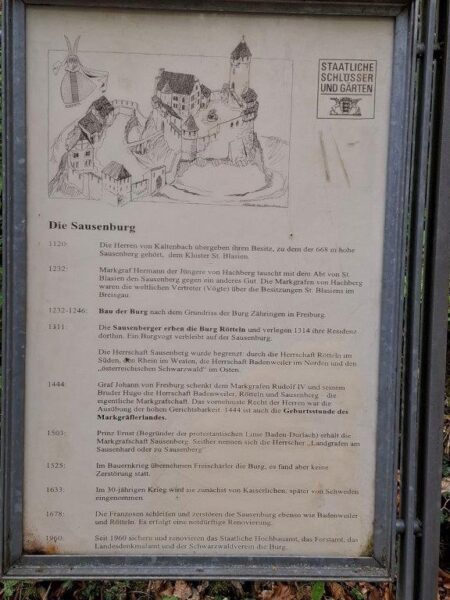 STAATLICHE
SCHLÖSSER
UND GÄRTEN
Die Sausenburg
1120: Die Herren von Kaltenbach übergeben ihren Besitz, zu dem der 668 m hohe
Sausenberg gehört, dem Kloster St. Blasien.
1232: Markgraf Hermann der Jüngere von Hachberg tauscht mit dem Abt von St.
Blasien den Sausenberg gegen ein anderes Gut. Die Markgrafen von Hachberg
waren die weltlichen Vertreter (Vögte) über die Besitzungen St. Blasiens im
Breisgau.
1232-1246: Bau der Burg nach dem Grundriss der Burg Zähringen in Freiburg.
1311: Die Sausenberger erben die Burg Rötteln und verlegen 1314 ihre Residenz
dorthin. Ein Burgvogt verbleibt auf der Sausenburg.
Die Herrschaft Sausenberg wurde begrenzt durch die Herrschaft Rötteln im
Süden, den Rhein im Westen, die Herrschaft Badenweiler im Norden und den
„österreichischen Schwarzwald" im Osten.
1444: Graf Johann von Freiburg schenkt dem Markgrafen Rudolf IV und seinem
Bruder Hugo die Herrschaft Badenweiler, Rötteln und Sausenberg - die
eigentliche Markgrafschaft. Das vornehmste Recht der Herren war die
Ausübung der hohen Gerichtsbarkeit. 1444 ist auch die Geburtsstunde des
Markgräflerlandes.
1503: Prinz Ernst (Begründer der protestantischen Linie Baden-Durlach) erhält die
Markgrafschaft Sausenberg. Seither nennen sich die Herrscher „Landgrafen am
Sausenhard oder zu Sausenberg"
1525: Im Bauernkrieg übernehmen Freischärler die Burg, es fand aber keine
Zerstörung statt.
1633: Im 30-jährigen Krieg wird sie zunächst von Kaiserlichen, später von Schweden
eingenommen.
1678: Die Franzosen schleifen und zerstören die Sausenburg ebenso wie Badenweiler
und Rötteln. Es erfolgt eine notdürftige Renovierung.
1960: Seit 1960 sichern und renovieren das Staatliche Hochbauamt, das Forstamt, das
Landesdenkmalamt und der Schwarzwaldverein die Burg.